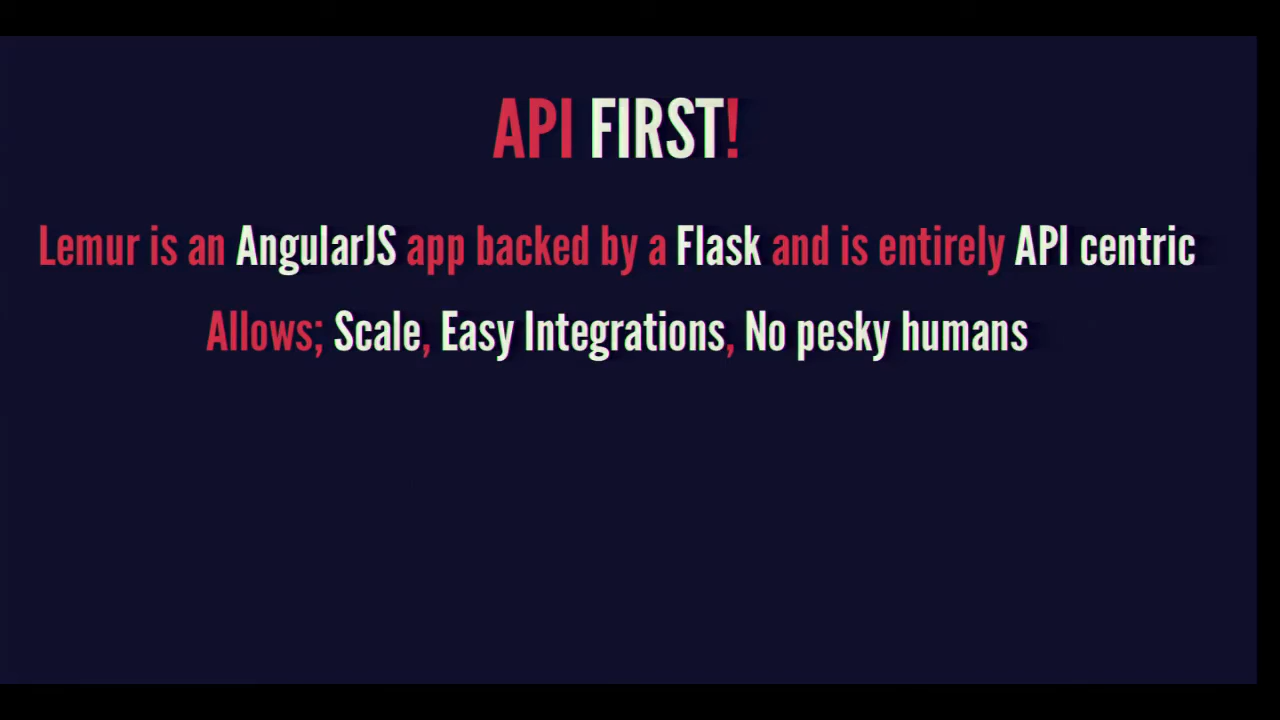 API FIRST!
Lemur is an AngularJS app backed by a Flask and is entirely API centric
Allows; Scale, Easy Integrations, No pesky humans